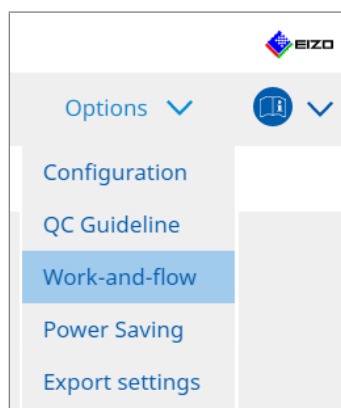 EIZO
Options
Configuration
QC Guideline
Work-and-flow
Power Saving
Export settings